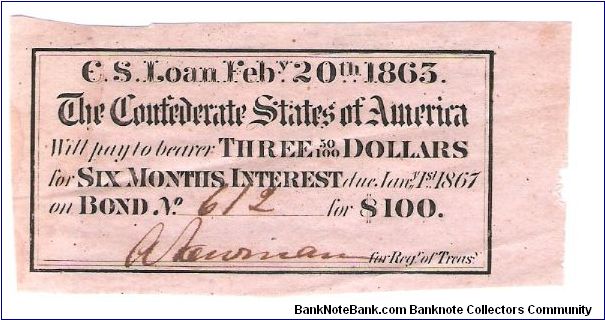 C.S. Loan Feby. 20th 1863.
The Confederate States of America
Will pay to bearer THREE 50/100 DOLLARS
for SIX MONTHS INTEREST due Jany. 1st. 1867
on BOND No. 612 for $100.
A Newman for Regr. of Treasy.
BankNoteBank.com Banknote Collectors Community